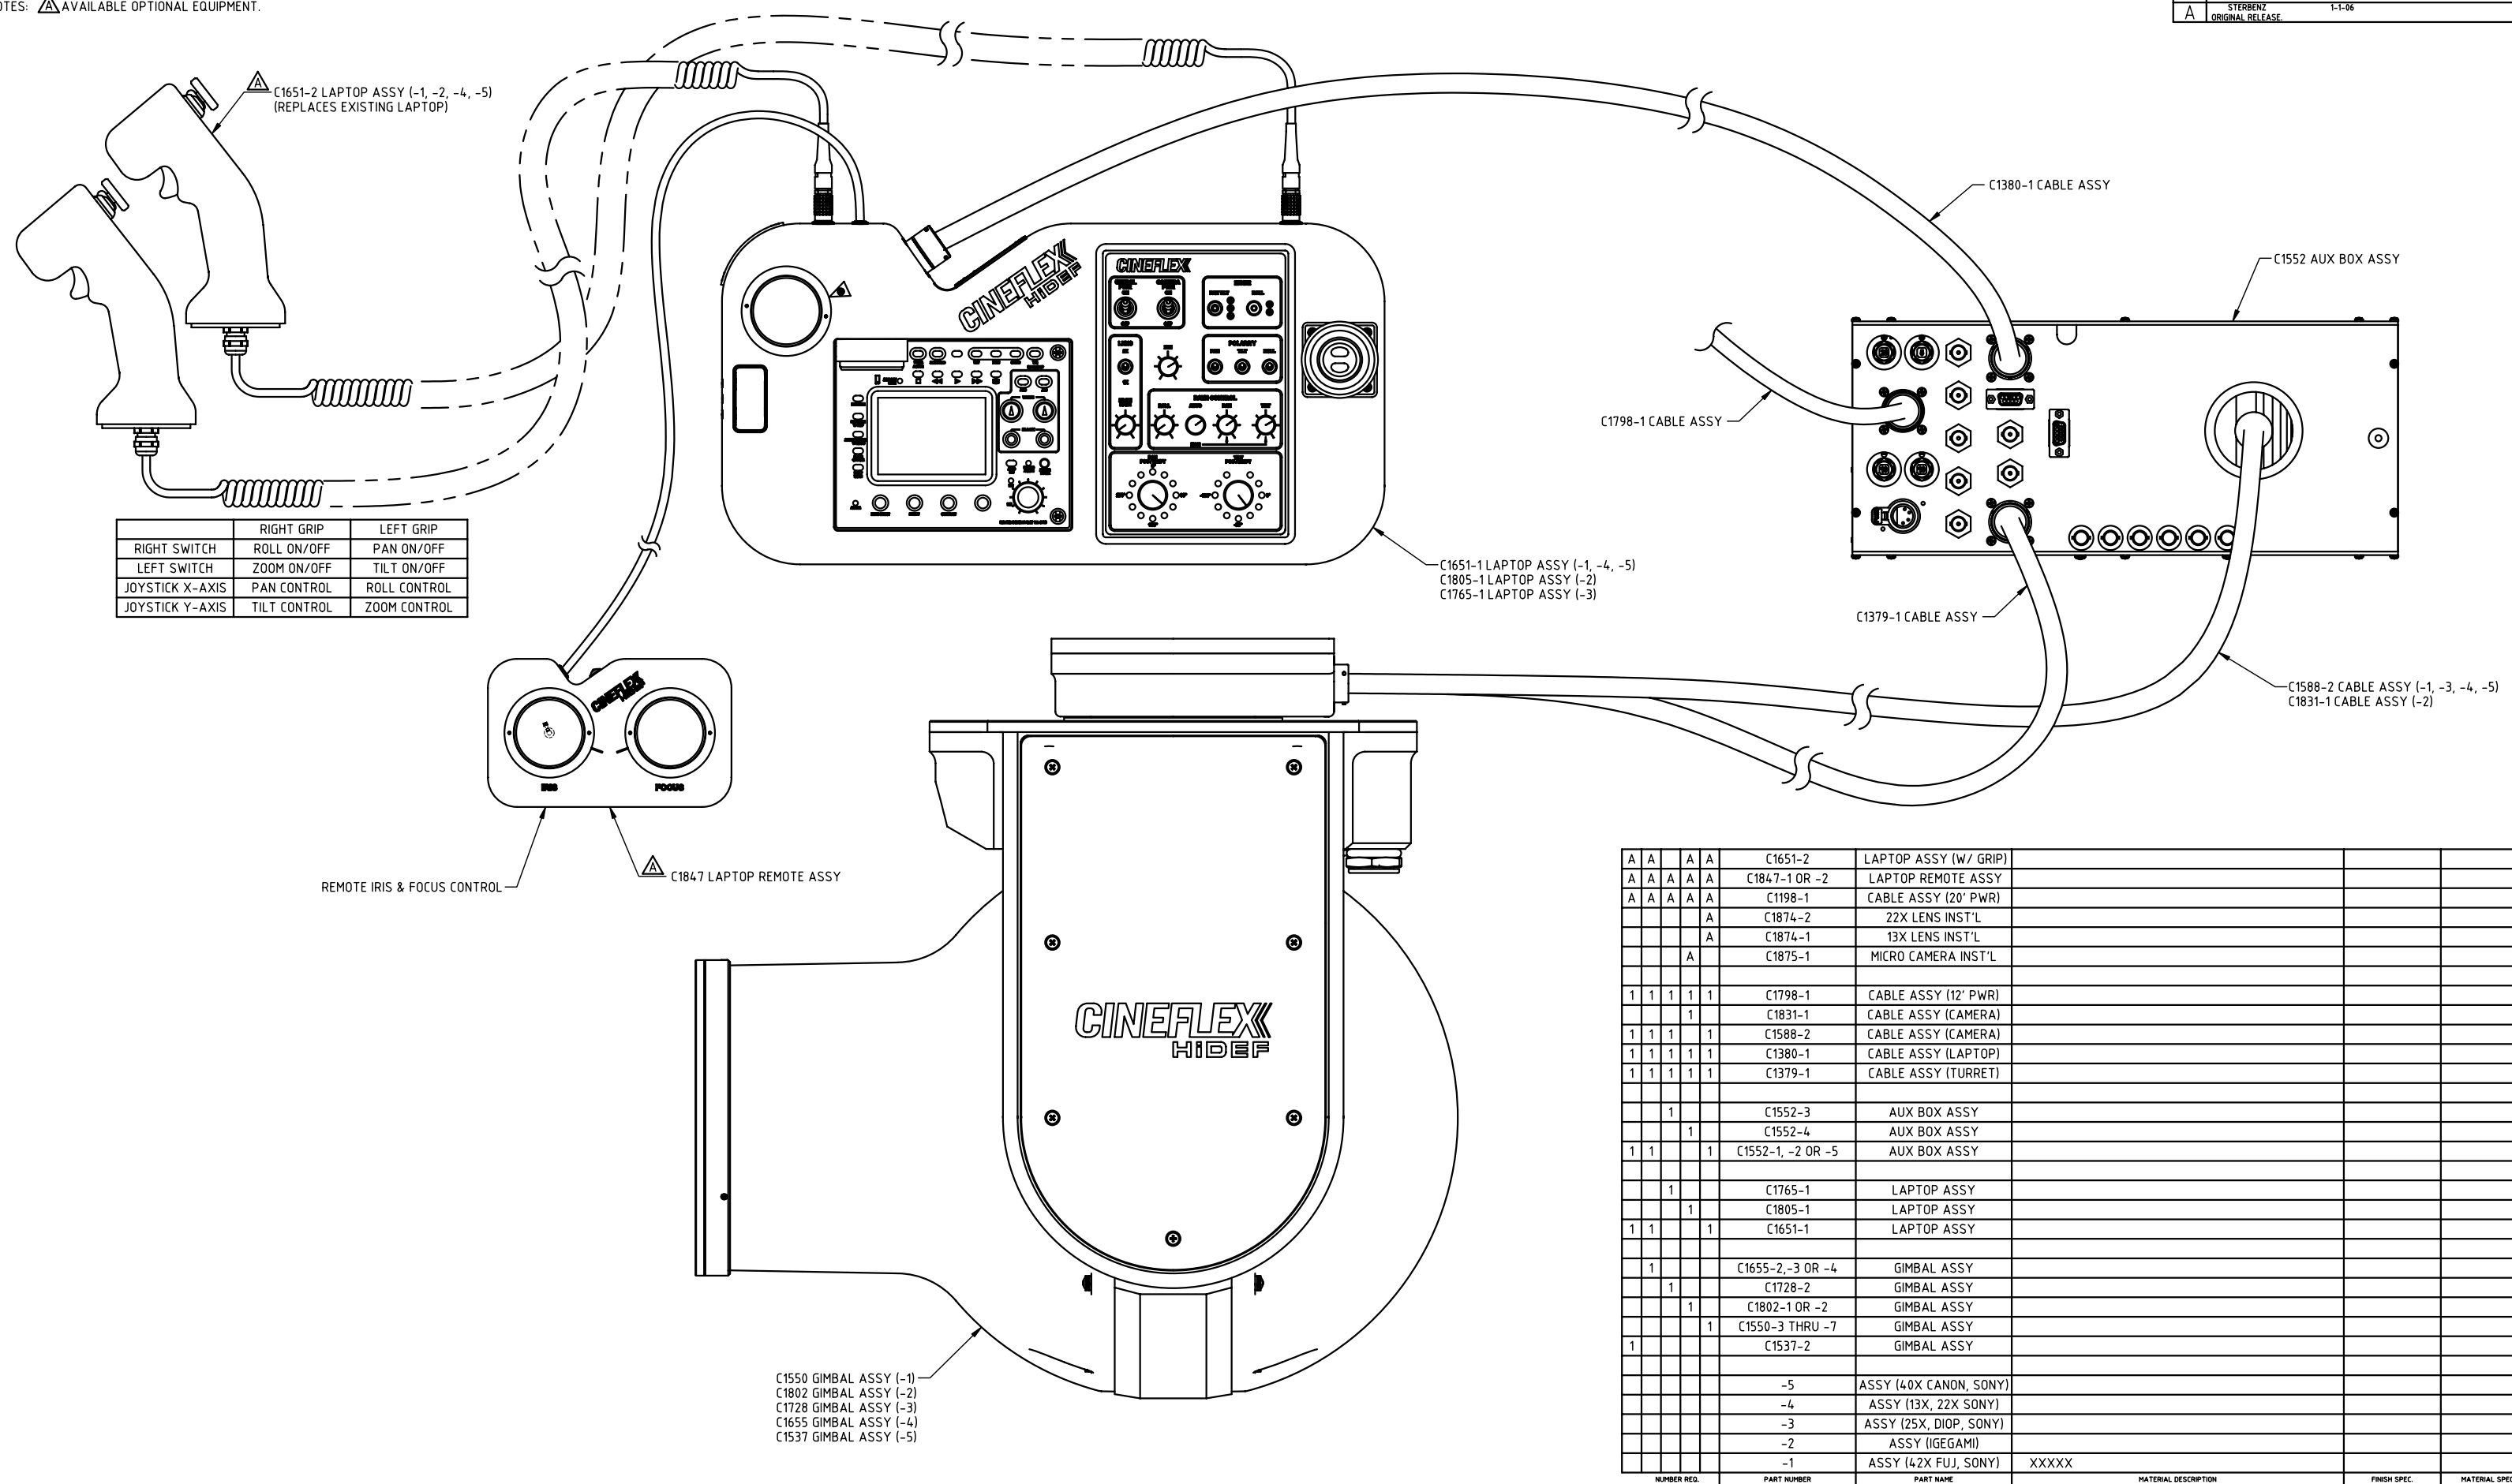 NOTES: A AVAILABLE OPTIONAL EQUIPMENT.
A STERBENZ 1-1-06
ORIGINAL RELEASE.
A C1651-2 LAPTOP ASSY (-1, -2, -4, -5)
(REPLACES EXISTING LAPTOP)
C1380-1 CABLE ASSY
C1552 AUX BOX ASSY
C1798-1 CABLE ASSY
CINEFLEX
HiDEF
CINEFLEX
RIGHT GRIP LEFT GRIP
RIGHT SWITCH ROLL ON/OFF PAN ON/OFF
LEFT SWITCH ZOOM ON/OFF TILT ON/OFF
JOYSTICK X-AXIS PAN CONTROL ROLL CONTROL
JOYSTICK Y-AXIS TILT CONTROL ZOOM CONTROL
C1651-1 LAPTOP ASSY (-1, -4, -5)
C1805-1 LAPTOP ASSY (-2)
C1765-1 LAPTOP ASSY (-3)
C1379-1 CABLE ASSY
C1588-2 CABLE ASSY (-1, -3, -4, -5)
C1831-1 CABLE ASSY (-2)
CINEFLEX
IRIS FOCUS
REMOTE IRIS & FOCUS CONTROL
A C1847 LAPTOP REMOTE ASSY
CINEFLEX
HiDEF
C1550 GIMBAL ASSY (-1)
C1802 GIMBAL ASSY (-2)
C1728 GIMBAL ASSY (-3)
C1655 GIMBAL ASSY (-4)
C1537 GIMBAL ASSY (-5)
A A A A C1651-2 LAPTOP ASSY (W/ GRIP)
A A A A A C1847-1 OR -2 LAPTOP REMOTE ASSY
A A A A A C1198-1 CABLE ASSY (20' PWR)
A C1874-2 22X LENS INST'L
A C1874-1 13X LENS INST'L
A C1875-1 MICRO CAMERA INST'L
1 1 1 1 1 C1798-1 CABLE ASSY (12' PWR)
1 C1831-1 CABLE ASSY (CAMERA)
1 1 1 1 C1588-2 CABLE ASSY (CAMERA)
1 1 1 1 1 C1380-1 CABLE ASSY (LAPTOP)
1 1 1 1 1 C1379-1 CABLE ASSY (TURRET)
1 C1552-3 AUX BOX ASSY
1 C1552-4 AUX BOX ASSY
1 1 1 C1552-1, -2 OR -5 AUX BOX ASSY
1 C1765-1 LAPTOP ASSY
1 C1805-1 LAPTOP ASSY
1 1 1 C1651-1 LAPTOP ASSY
1 C1655-2,-3 OR -4 GIMBAL ASSY
1 C1728-2 GIMBAL ASSY
1 C1802-1 OR -2 GIMBAL ASSY
1 C1550-3 THRU -7 GIMBAL ASSY
1 C1537-2 GIMBAL ASSY
-5 ASSY (40X CANON, SONY)
-4 ASSY (13X, 22X SONY)
-3 ASSY (25X, DIOP, SONY)
-2 ASSY (IGEGAMI)
-1 ASSY (42X FUJ, SONY) XXXXX
NUMBER REQ. PART NUMBER PART NAME MATERIAL DESCRIPTION FINISH SPEC. MATERIAL SPEC